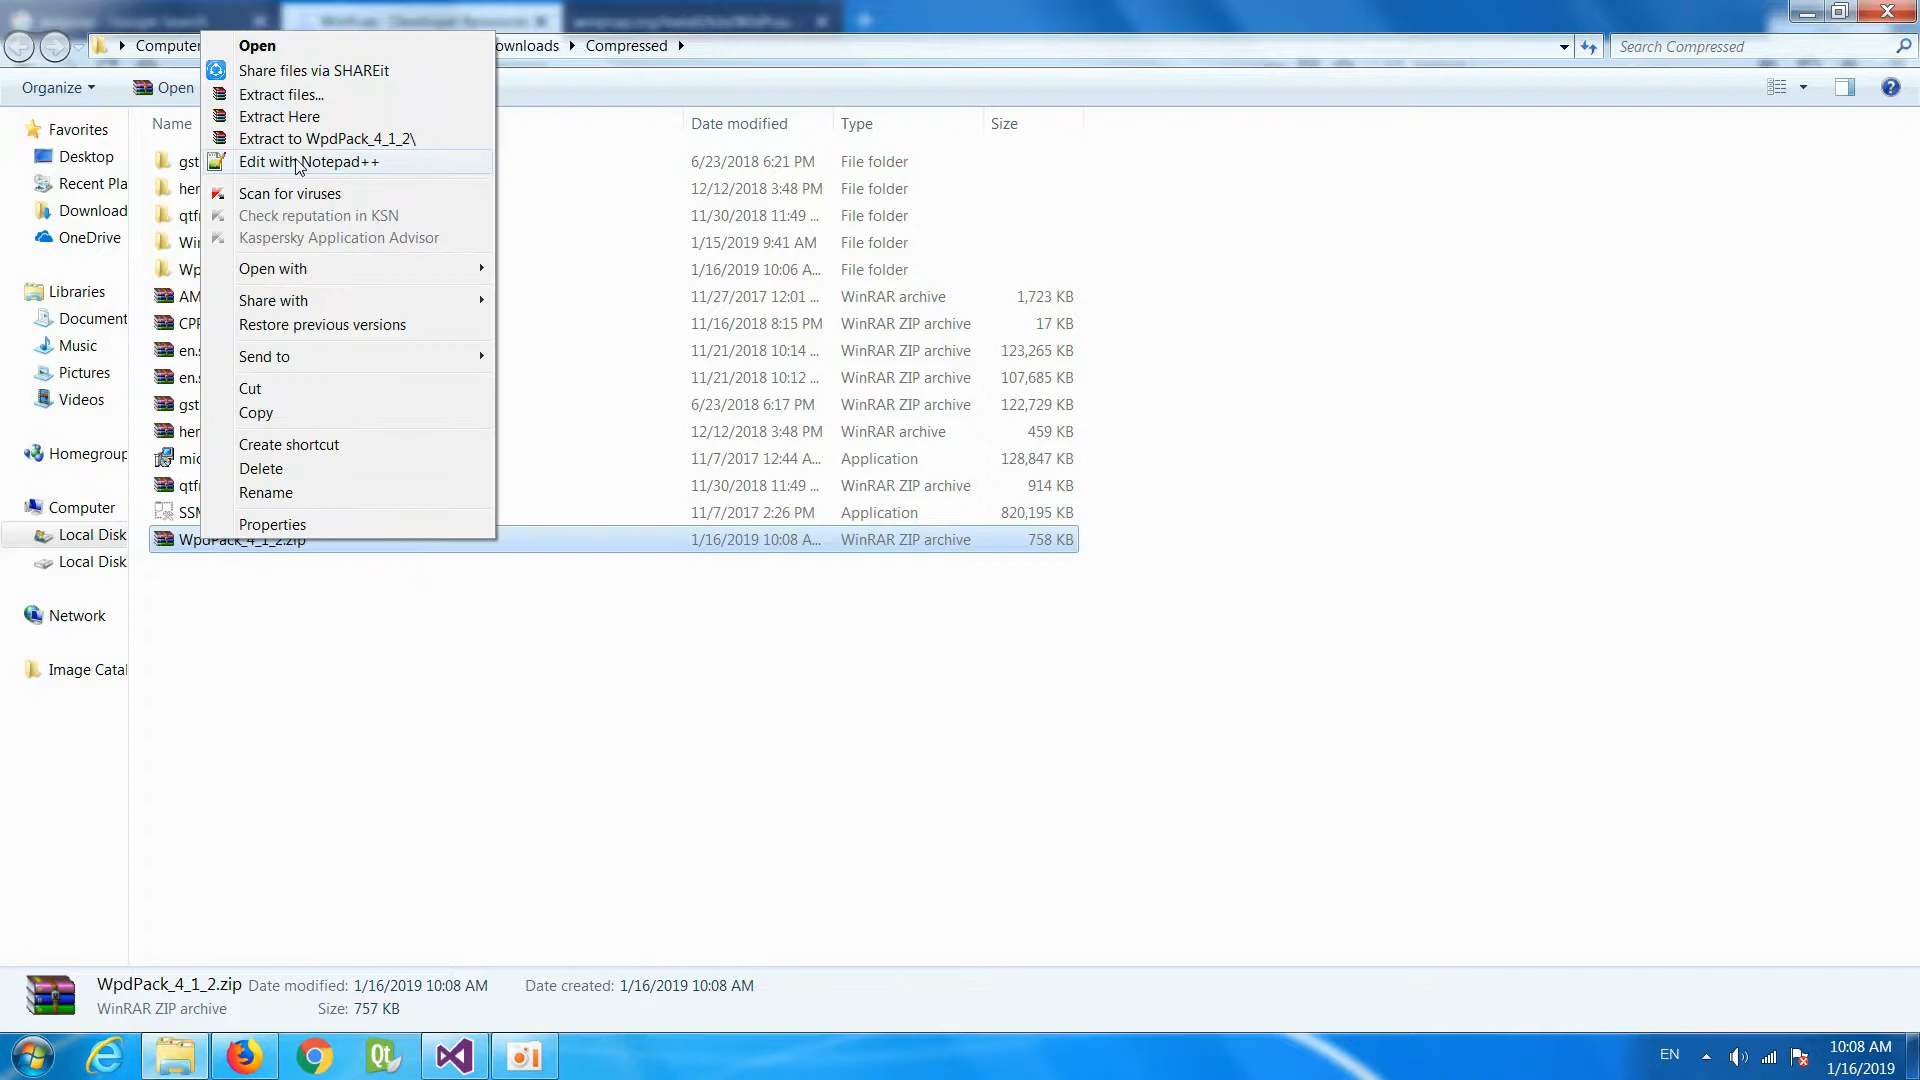 Computer
ownloads
Compressed
Search Compressed
Organize
Open
Open
Share files via SHAREit
Extract files...
Extract Here
Extract to WpdPack_4_1_2\
Edit with Notepad++
Scan for viruses
Check reputation in KSN
Kaspersky Application Advisor
Open with
Share with
Restore previous versions
Send to
Cut
Copy
Create shortcut
Delete
Rename
Properties
Favorites
Desktop
Recent Pla
Download
OneDrive
Libraries
Document
Music
Pictures
Videos
Homegroup
Computer
Local Disk
Local Disk
Network
Image Catal
Name Date modified Type Size
gst 6/23/2018 6:21 PM File folder
her 12/12/2018 3:48 PM File folder
qtfr 11/30/2018 11:49 ... File folder
Win 1/15/2019 9:41 AM File folder
Wp 1/16/2019 10:06 A... File folder
AM 11/27/2017 12:01 ... WinRAR archive 1,723 KB
CPP 11/16/2018 8:15 PM WinRAR ZIP archive 17 KB
en.s 11/21/2018 10:14 ... WinRAR ZIP archive 123,265 KB
en.s 11/21/2018 10:12 ... WinRAR ZIP archive 107,685 KB
gst 6/23/2018 6:17 PM WinRAR ZIP archive 122,729 KB
her 12/12/2018 3:48 PM WinRAR archive 459 KB
mic 11/7/2017 12:44 A... Application 128,847 KB
qtfr 11/30/2018 11:49 ... WinRAR ZIP archive 914 KB
SSM 11/7/2017 2:26 PM Application 820,195 KB
WpdPack_4_1_2.zip 1/16/2019 10:08 A... WinRAR ZIP archive 758 KB
WpdPack_4_1_2.zip Date modified: 1/16/2019 10:08 AM Date created: 1/16/2019 10:08 AM
WinRAR ZIP archive Size: 757 KB
Qt
EN
10:08 AM
1/16/2019